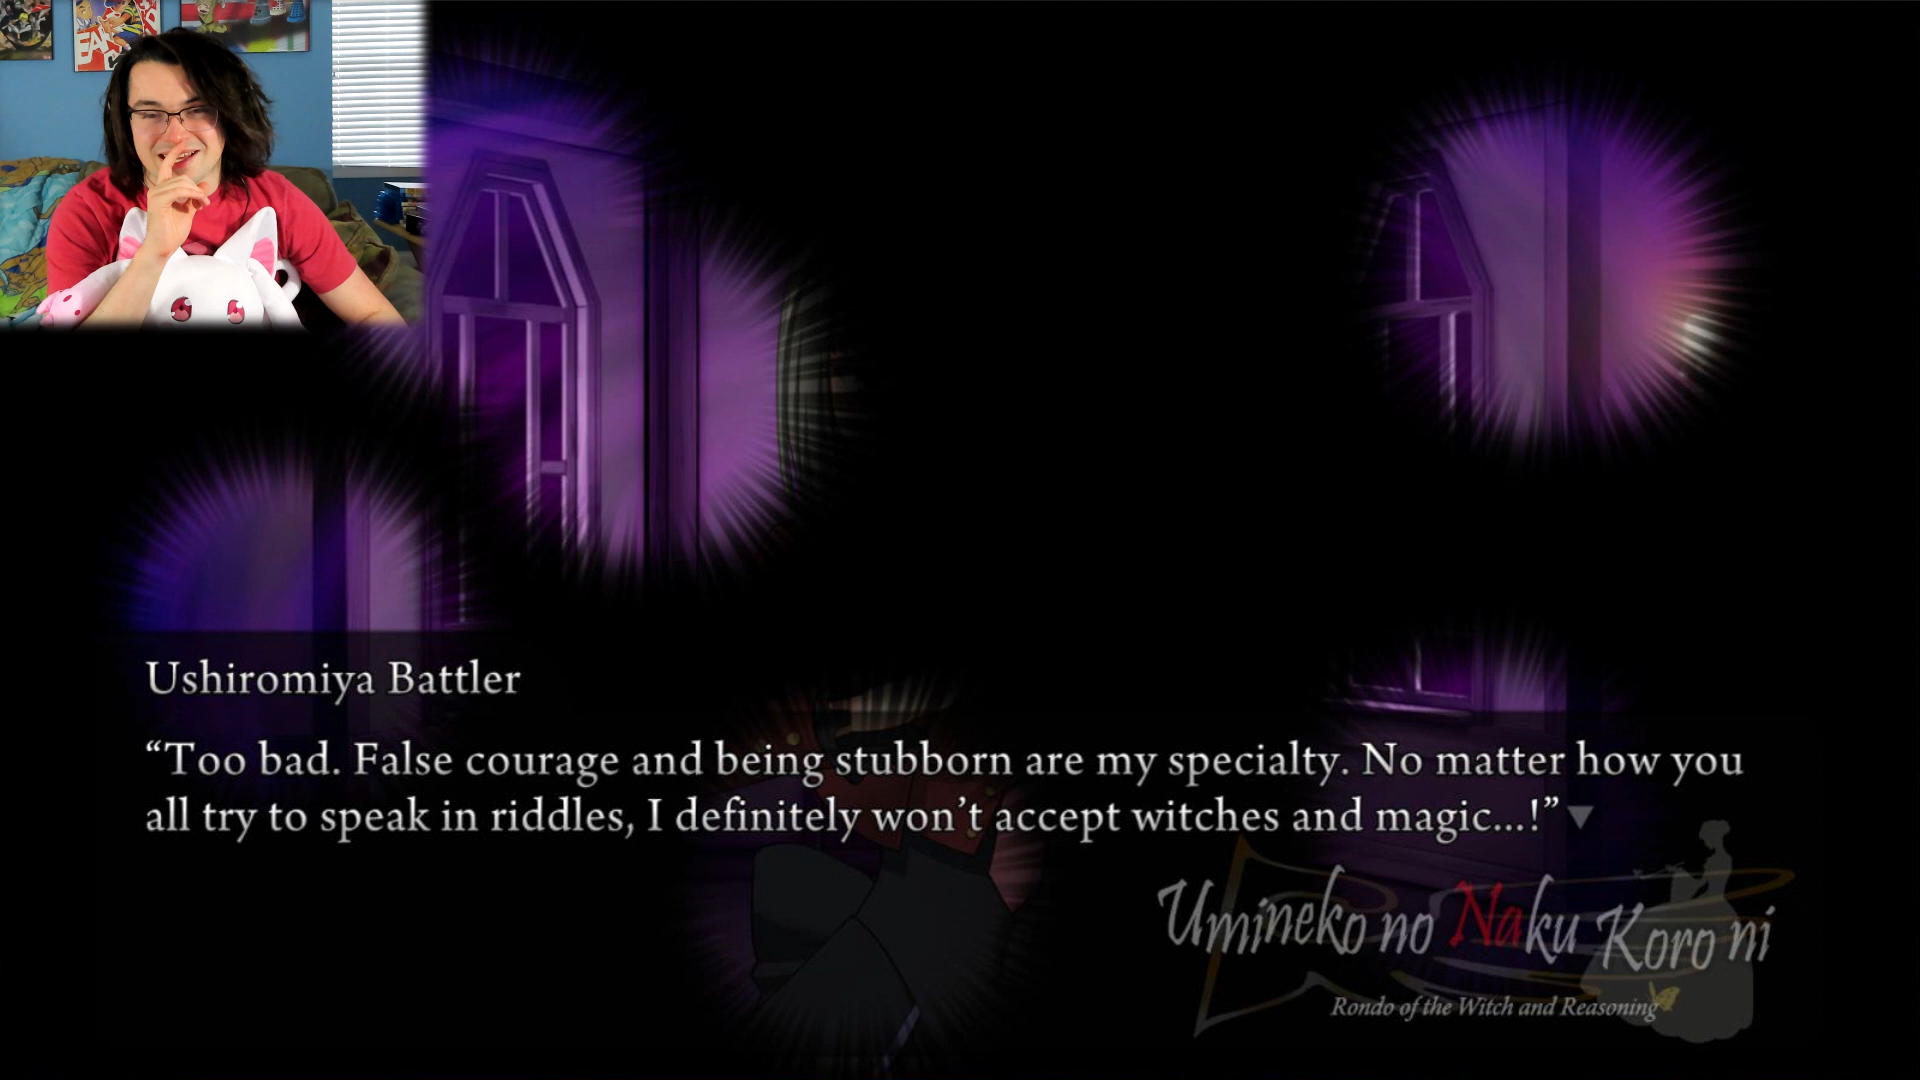 EAK
Ushiromiya Battler
“Too bad. False courage and being stubborn are my specialty. No matter how you
all try to speak in riddles, I definitely won’t accept witches and magic...!”
Umineko no Naku Koro ni
Rondo of the Witch and Reasoning